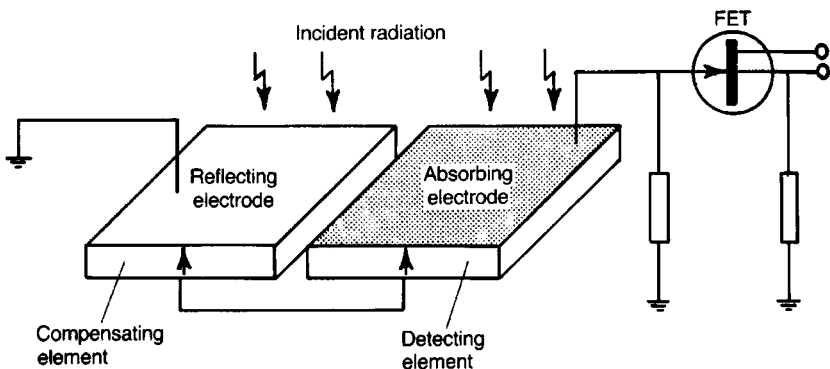 FET
Incident radiation
Reflecting
electrode
Absorbing
electrode
Compensating
element
Detecting
element